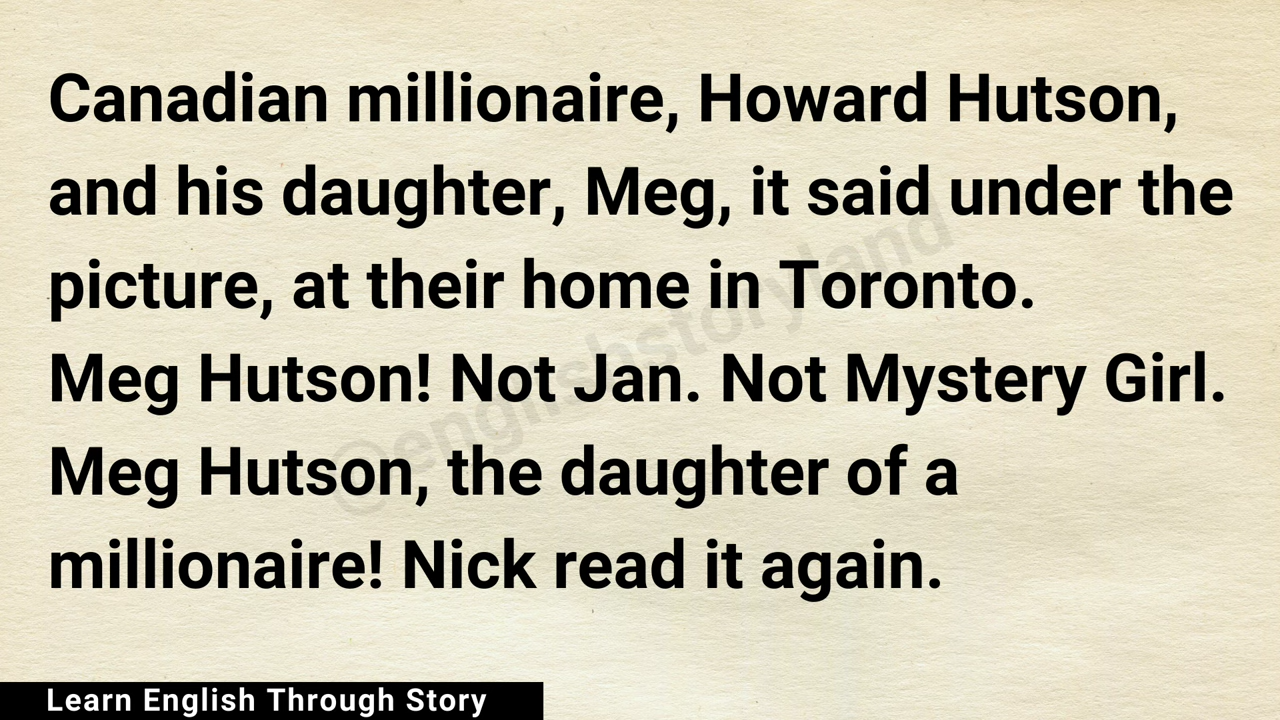 Canadian millionaire, Howard Hutson,
and his daughter, Meg, it said under the
picture, at their home in Toronto.
Meg Hutson! Not Jan. Not Mystery Girl.
Meg Hutson, the daughter of a
millionaire! Nick read it again.
@englishstoryland
Learn English Through Story